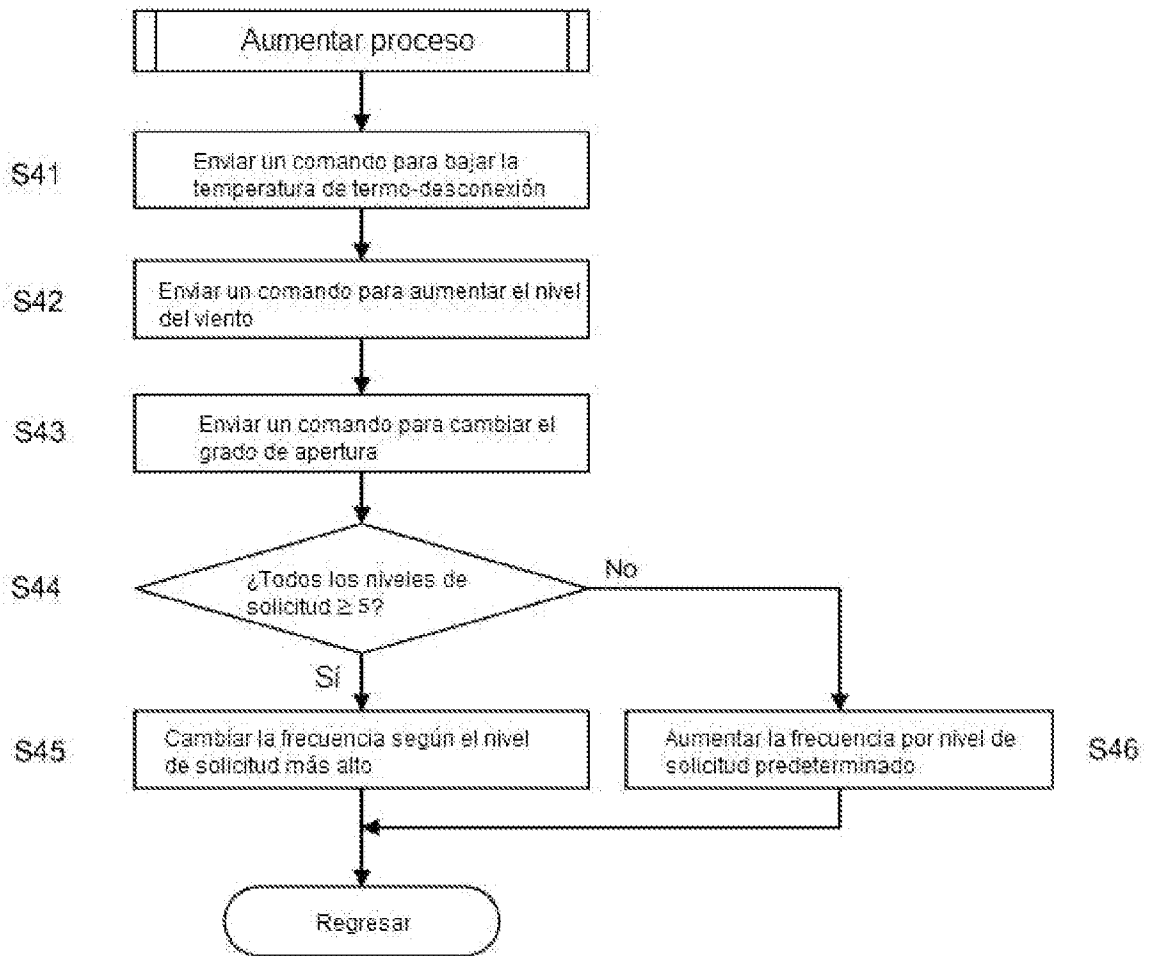 Aumentar proceso
S41
Enviar un comando para bajar la
temperatura de termo-desconexión
S42
Enviar un comando para aumentar el nivel
del viento
S43
Enviar un comando para cambiar el
grado de apertura
S44
¿Todos los niveles de
solicitud ≥ 5?
No
Sí
S45
Cambiar la frecuencia según el nivel
de solicitud más alto
Aumentar la frecuencia por nivel de
solicitud predeterminado
S46
Regresar